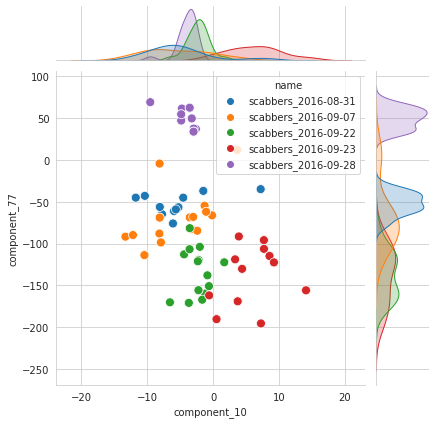 100
50
0
−50
−100
−150
−200
−250
component_77
name
scabbers_2016-08-31
scabbers_2016-09-07
scabbers_2016-09-22
scabbers_2016-09-23
scabbers_2016-09-28
−20
−10
0
10
20
component_10